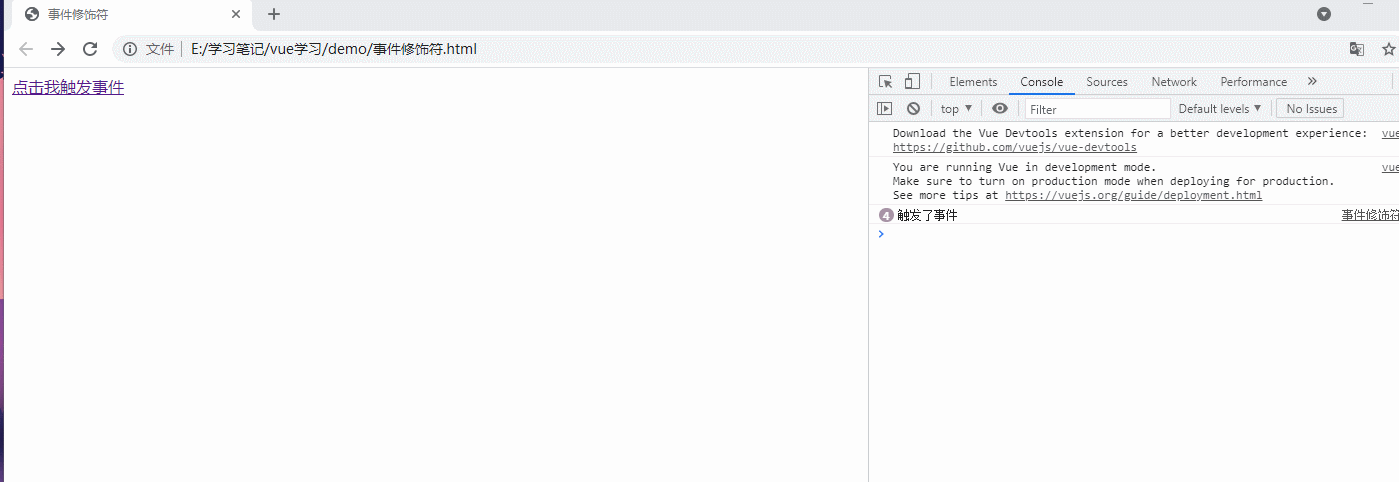 事件修饰符
文件 E:/学习笔记/vue学习/demo/事件修饰符.html
点击我触发事件
Elements Console Sources Network Performance
top Filter Default levels No Issues
Download the Vue Devtools extension for a better development experience: vue
https://github.com/vuejs/vue-devtools
You are running Vue in development mode. vue
Make sure to turn on production mode when deploying for production.
See more tips at https://vuejs.org/guide/deployment.html
4 触发了事件 事件修饰符